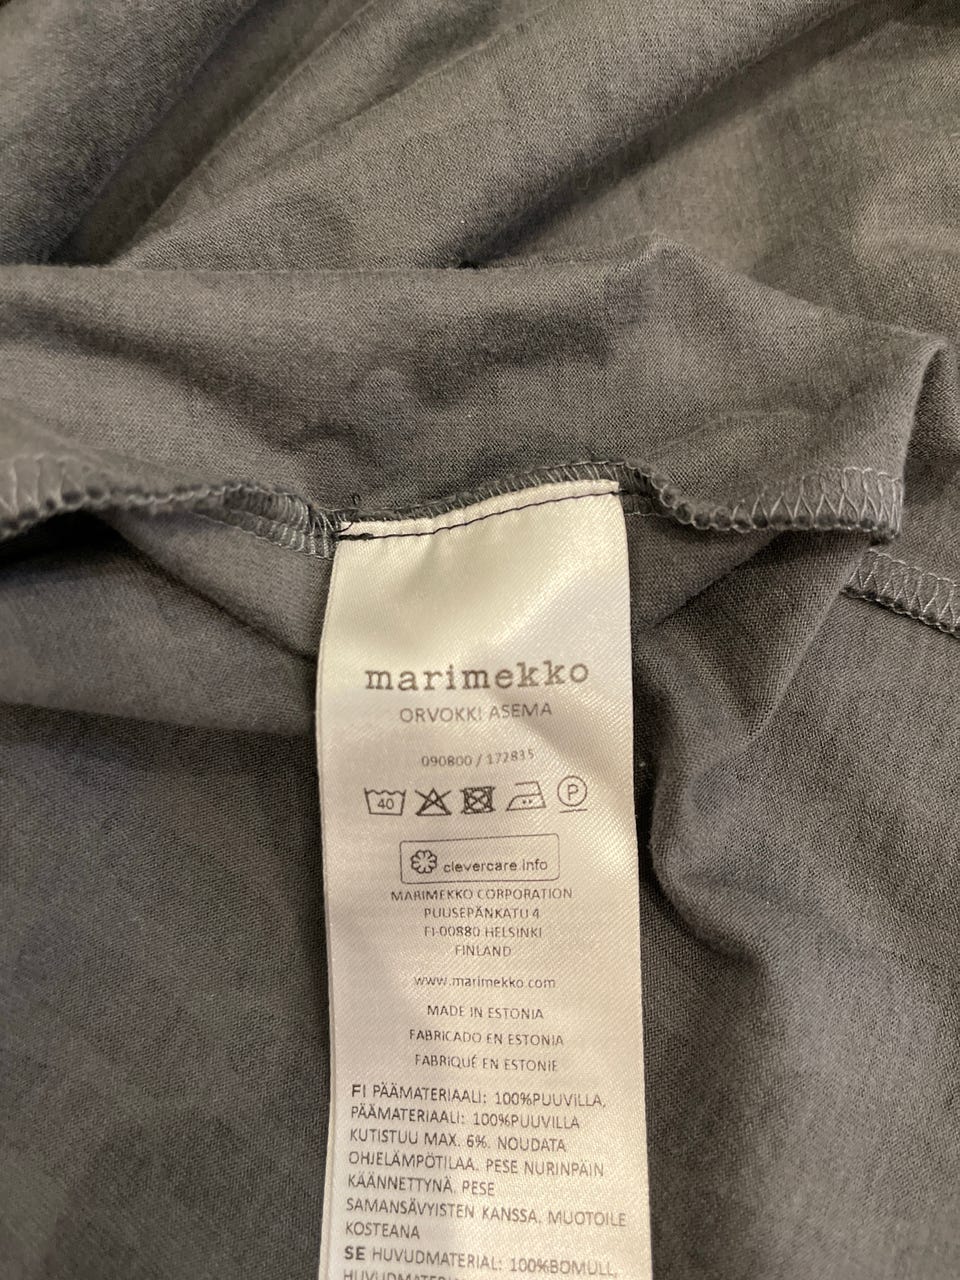 marimekko
ORVOKKI ASEMA
090800 / 172835
40 P
clevercare.info
MARIMEKKO CORPORATION
PUUSEPÄNKATU 4
FI-00880 HELSINKI
FINLAND
www.marimekko.com
MADE IN ESTONIA
FABRICADO EN ESTONIA
FABRIQUÉ EN ESTONIE
FI PÄÄMATERIAALI: 100%PUUVILLA,
PÄÄMATERIAALI: 100%PUUVILLA
KUTISTUU MAX. 6%. NOUDATA
OHJELÄMPÖTILAA. PESE NURINPÄIN
KÄÄNNETTYNÄ. PESE
SAMANSÄVYISTEN KANSSA. MUOTOILE
KOSTEANA
SE HUVUDMATERIAL: 100%BOMULL,
HUVUDMATERIAL: